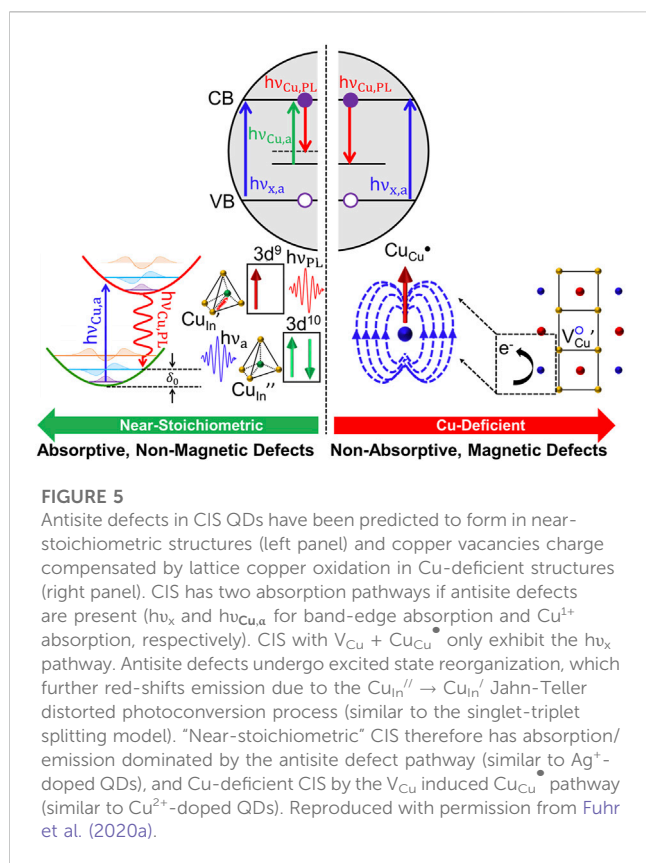 hνCu,PL hνCu,PL
CB
hνCu,a
hνx,a hνx,a
VB
3d9 hνPL
CuCu•
hνCu,a
hνCu,PL
CuIn′
hνa 3d10
VCuO′
e-
δ0
CuIn′′
Near-Stoichiometric Cu-Deficient
Absorptive, Non-Magnetic Defects Non-Absorptive, Magnetic Defects
FIGURE 5
Antisite defects in CIS QDs have been predicted to form in near-
stoichiometric structures (left panel) and copper vacancies charge
compensated by lattice copper oxidation in Cu-deficient structures
(right panel). CIS has two absorption pathways if antisite defects
are present (hυx and hυCu,α for band-edge absorption and Cu1+
absorption, respectively). CIS with VCu + CuCu• only exhibit the hυx
pathway. Antisite defects undergo excited state reorganization, which
further red-shifts emission due to the CuIn// → CuIn/ Jahn-Teller
distorted photoconversion process (similar to the singlet-triplet
splitting model). “Near-stoichiometric” CIS therefore has absorption/
emission dominated by the antisite defect pathway (similar to Ag+-
doped QDs), and Cu-deficient CIS by the VCu induced CuCu• pathway
(similar to Cu2+-doped QDs). Reproduced with permission from Fuhr
et al. (2020a).